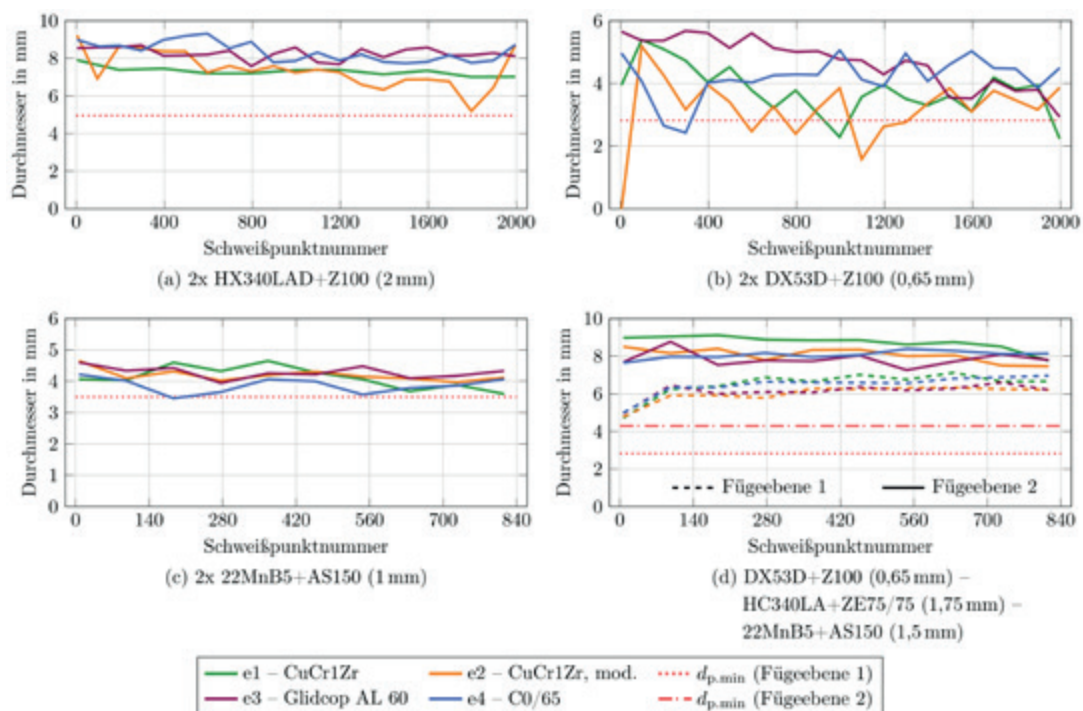 10
8
6
4
2
0
0 400 800 1200 1600 2000
Durchmesser in mm
Schweißpunktnummer
(a) 2x HX340LAD+Z100 (2 mm)
6
4
2
0
0 400 800 1200 1600 2000
Durchmesser in mm
Schweißpunktnummer
(b) 2x DX53D+Z100 (0,65 mm)
6
5
4
3
2
1
0
0 140 280 420 560 700 840
Durchmesser in mm
Schweißpunktnummer
(c) 2x 22MnB5+AS150 (1 mm)
10
8
6
4
2
0
Fügeebene 1 Fügeebene 2
0 140 280 420 560 700 840
Durchmesser in mm
Schweißpunktnummer
(d) DX53D+Z100 (0,65 mm) –
HC340LA+ZE75/75 (1,75 mm) –
22MnB5+AS150 (1,5 mm)
e1 – CuCr1Zr e2 – CuCr1Zr, mod. dp.min (Fügeebene 1)
e3 – Glidcop AL 60 e4 – C0/65 dp.min (Fügeebene 2)